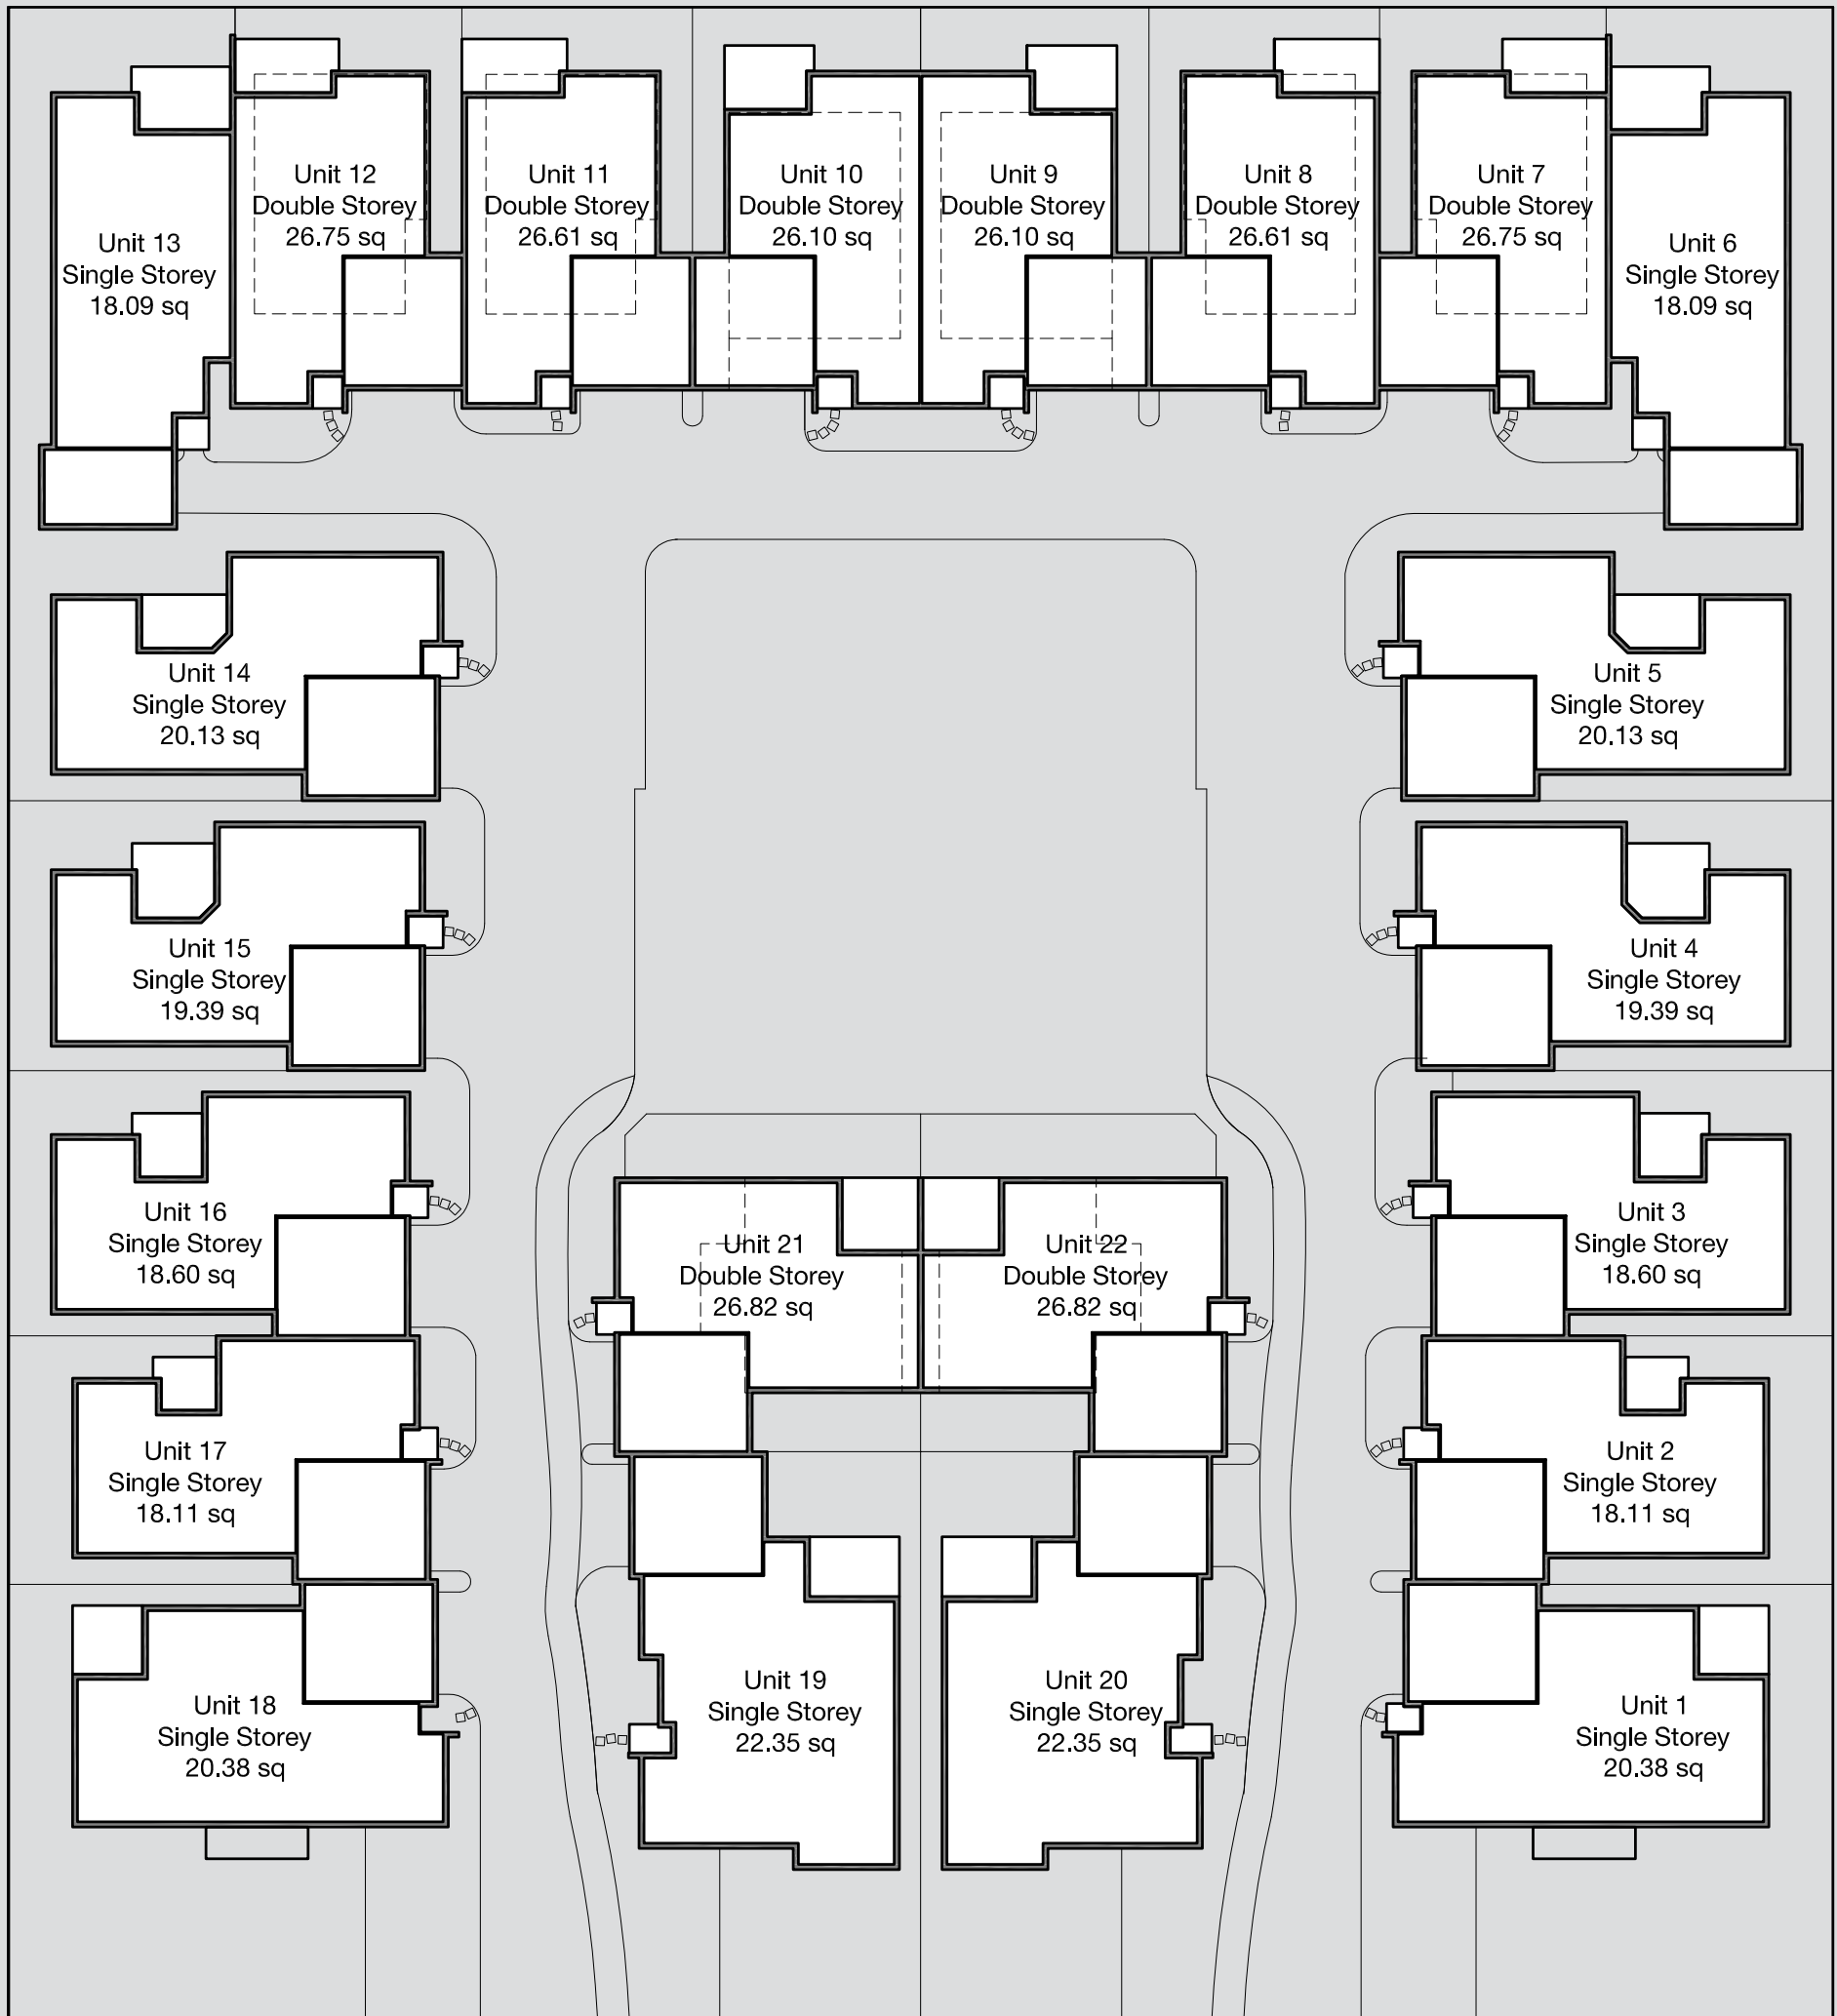 Unit 12
Double Storey
26.75 sq
Unit 11
Double Storey
26.61 sq
Unit 10
Double Storey
26.10 sq
Unit 9
Double Storey
26.10 sq
Unit 8
Double Storey
26.61 sq
Unit 7
Double Storey
26.75 sq
Unit 13
Single Storey
18.09 sq
Unit 6
Single Storey
18.09 sq
Unit 14
Single Storey
20.13 sq
Unit 5
Single Storey
20.13 sq
Unit 15
Single Storey
19.39 sq
Unit 4
Single Storey
19.39 sq
Unit 16
Single Storey
18.60 sq
Unit 3
Single Storey
18.60 sq
Unit 21
Double Storey
26.82 sq
Unit 22
Double Storey
26.82 sq
Unit 17
Single Storey
18.11 sq
Unit 2
Single Storey
18.11 sq
Unit 19
Single Storey
22.35 sq
Unit 20
Single Storey
22.35 sq
Unit 18
Single Storey
20.38 sq
Unit 1
Single Storey
20.38 sq